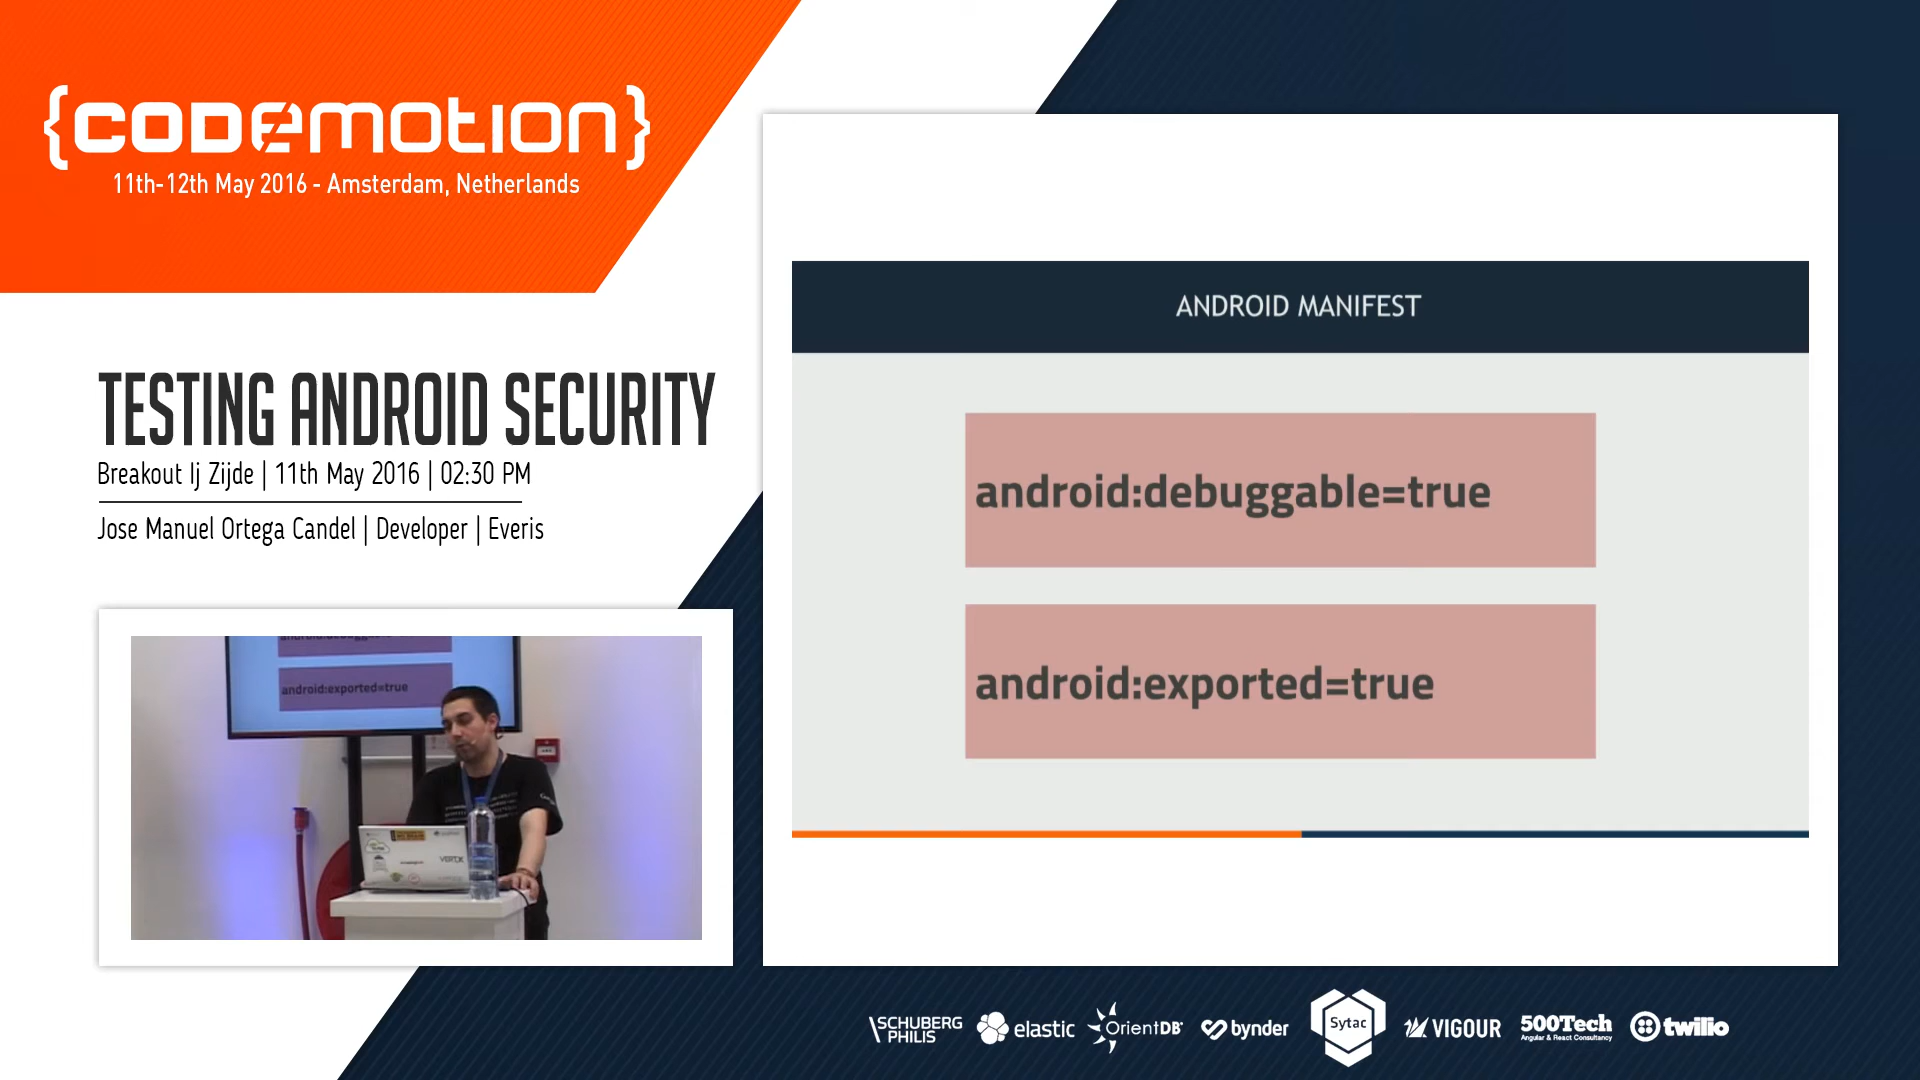 {CODEMOTION}
11th-12th May 2016 - Amsterdam, Netherlands
TESTING ANDROID SECURITY
Breakout Ij Zijde | 11th May 2016 | 02:30 PM
Jose Manuel Ortega Candel | Developer | Everis
ANDROID MANIFEST
android:debuggable=true
android:exported=true
android:exported=true
VERTEX
SCHUBERG
PHILIS
elastic
OrientDB
bynder
Sytac
VIGOUR
500Tech
Angular & React Consultancy
twilio